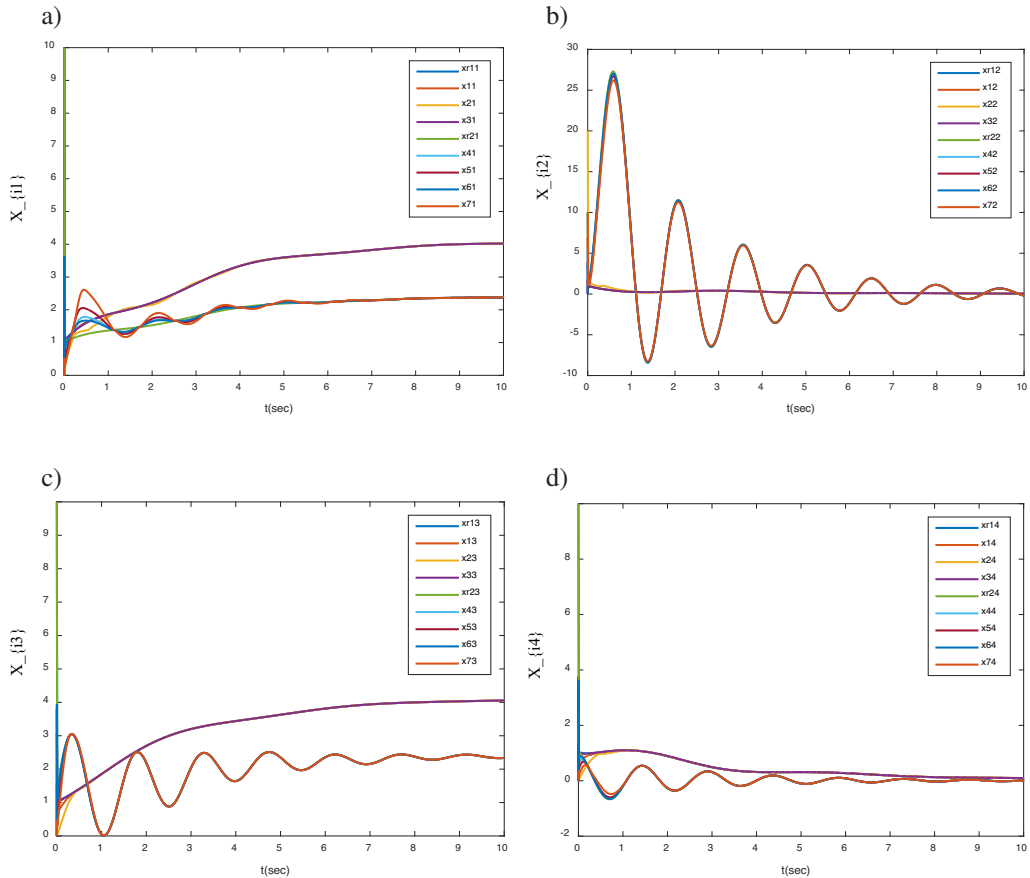 a)
10
9
8
7
6
5
4
3
2
1
0
X_{i1}
xr11
x11
x21
x31
xr21
x41
x51
x61
x71
0 1 2 3 4 5 6 7 8 9 10
t(sec)
b)
30
25
20
15
10
5
0
-5
-10
X_{i2}
xr12
x12
x22
x32
xr22
x42
x52
x62
x72
0 1 2 3 4 5 6 7 8 9 10
t(sec)
c)
9
8
7
6
5
4
3
2
1
0
X_{i3}
xr13
x13
x23
x33
xr23
x43
x53
x63
x73
0 1 2 3 4 5 6 7 8 9 10
t(sec)
d)
8
6
4
2
0
-2
X_{i4}
xr14
x14
x24
x34
xr24
x44
x54
x64
x74
0 1 2 3 4 5 6 7 8 9 10
t(sec)